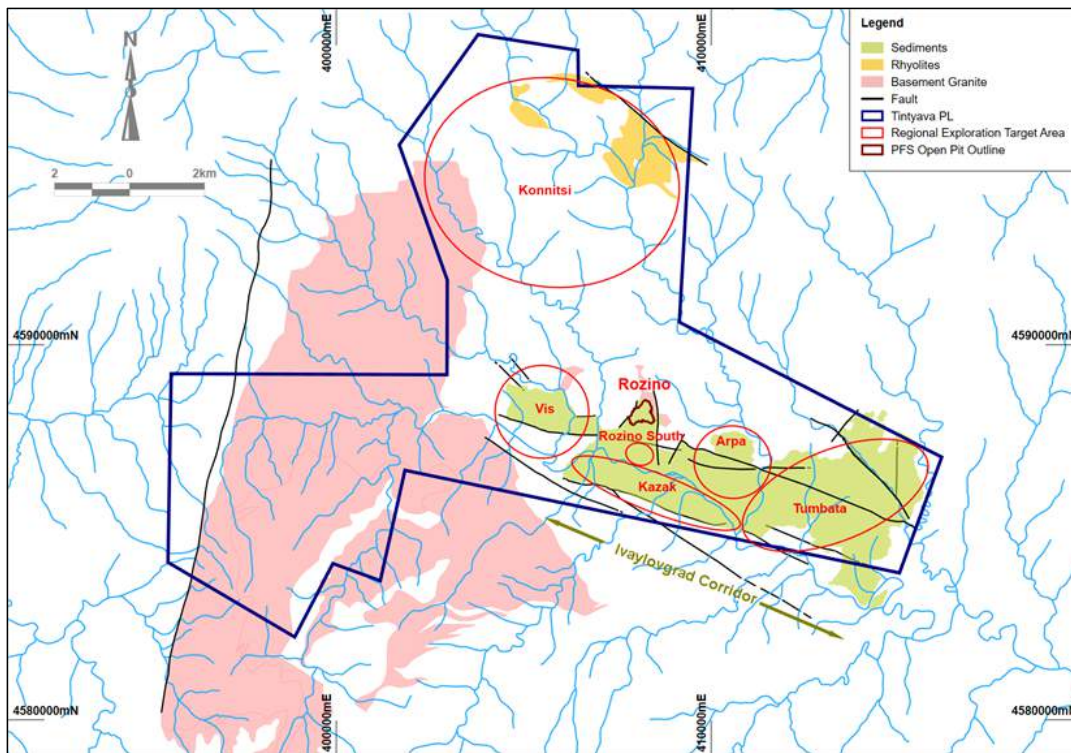 400000mE
410000mE
Legend
Sediments
Rhyolites
Basement Granite
Fault
Tintyava PL
Regional Exploration Target Area
PFS Open Pit Outline
N
S
2 0 2km
Konnitsi
4590000mN
4590000mN
Rozino
Vis
Rozino South
Arpa
Kazak
Tumbata
Ivaylovgrad Corridor
4580000mN
4580000mN
400000mE
410000mE